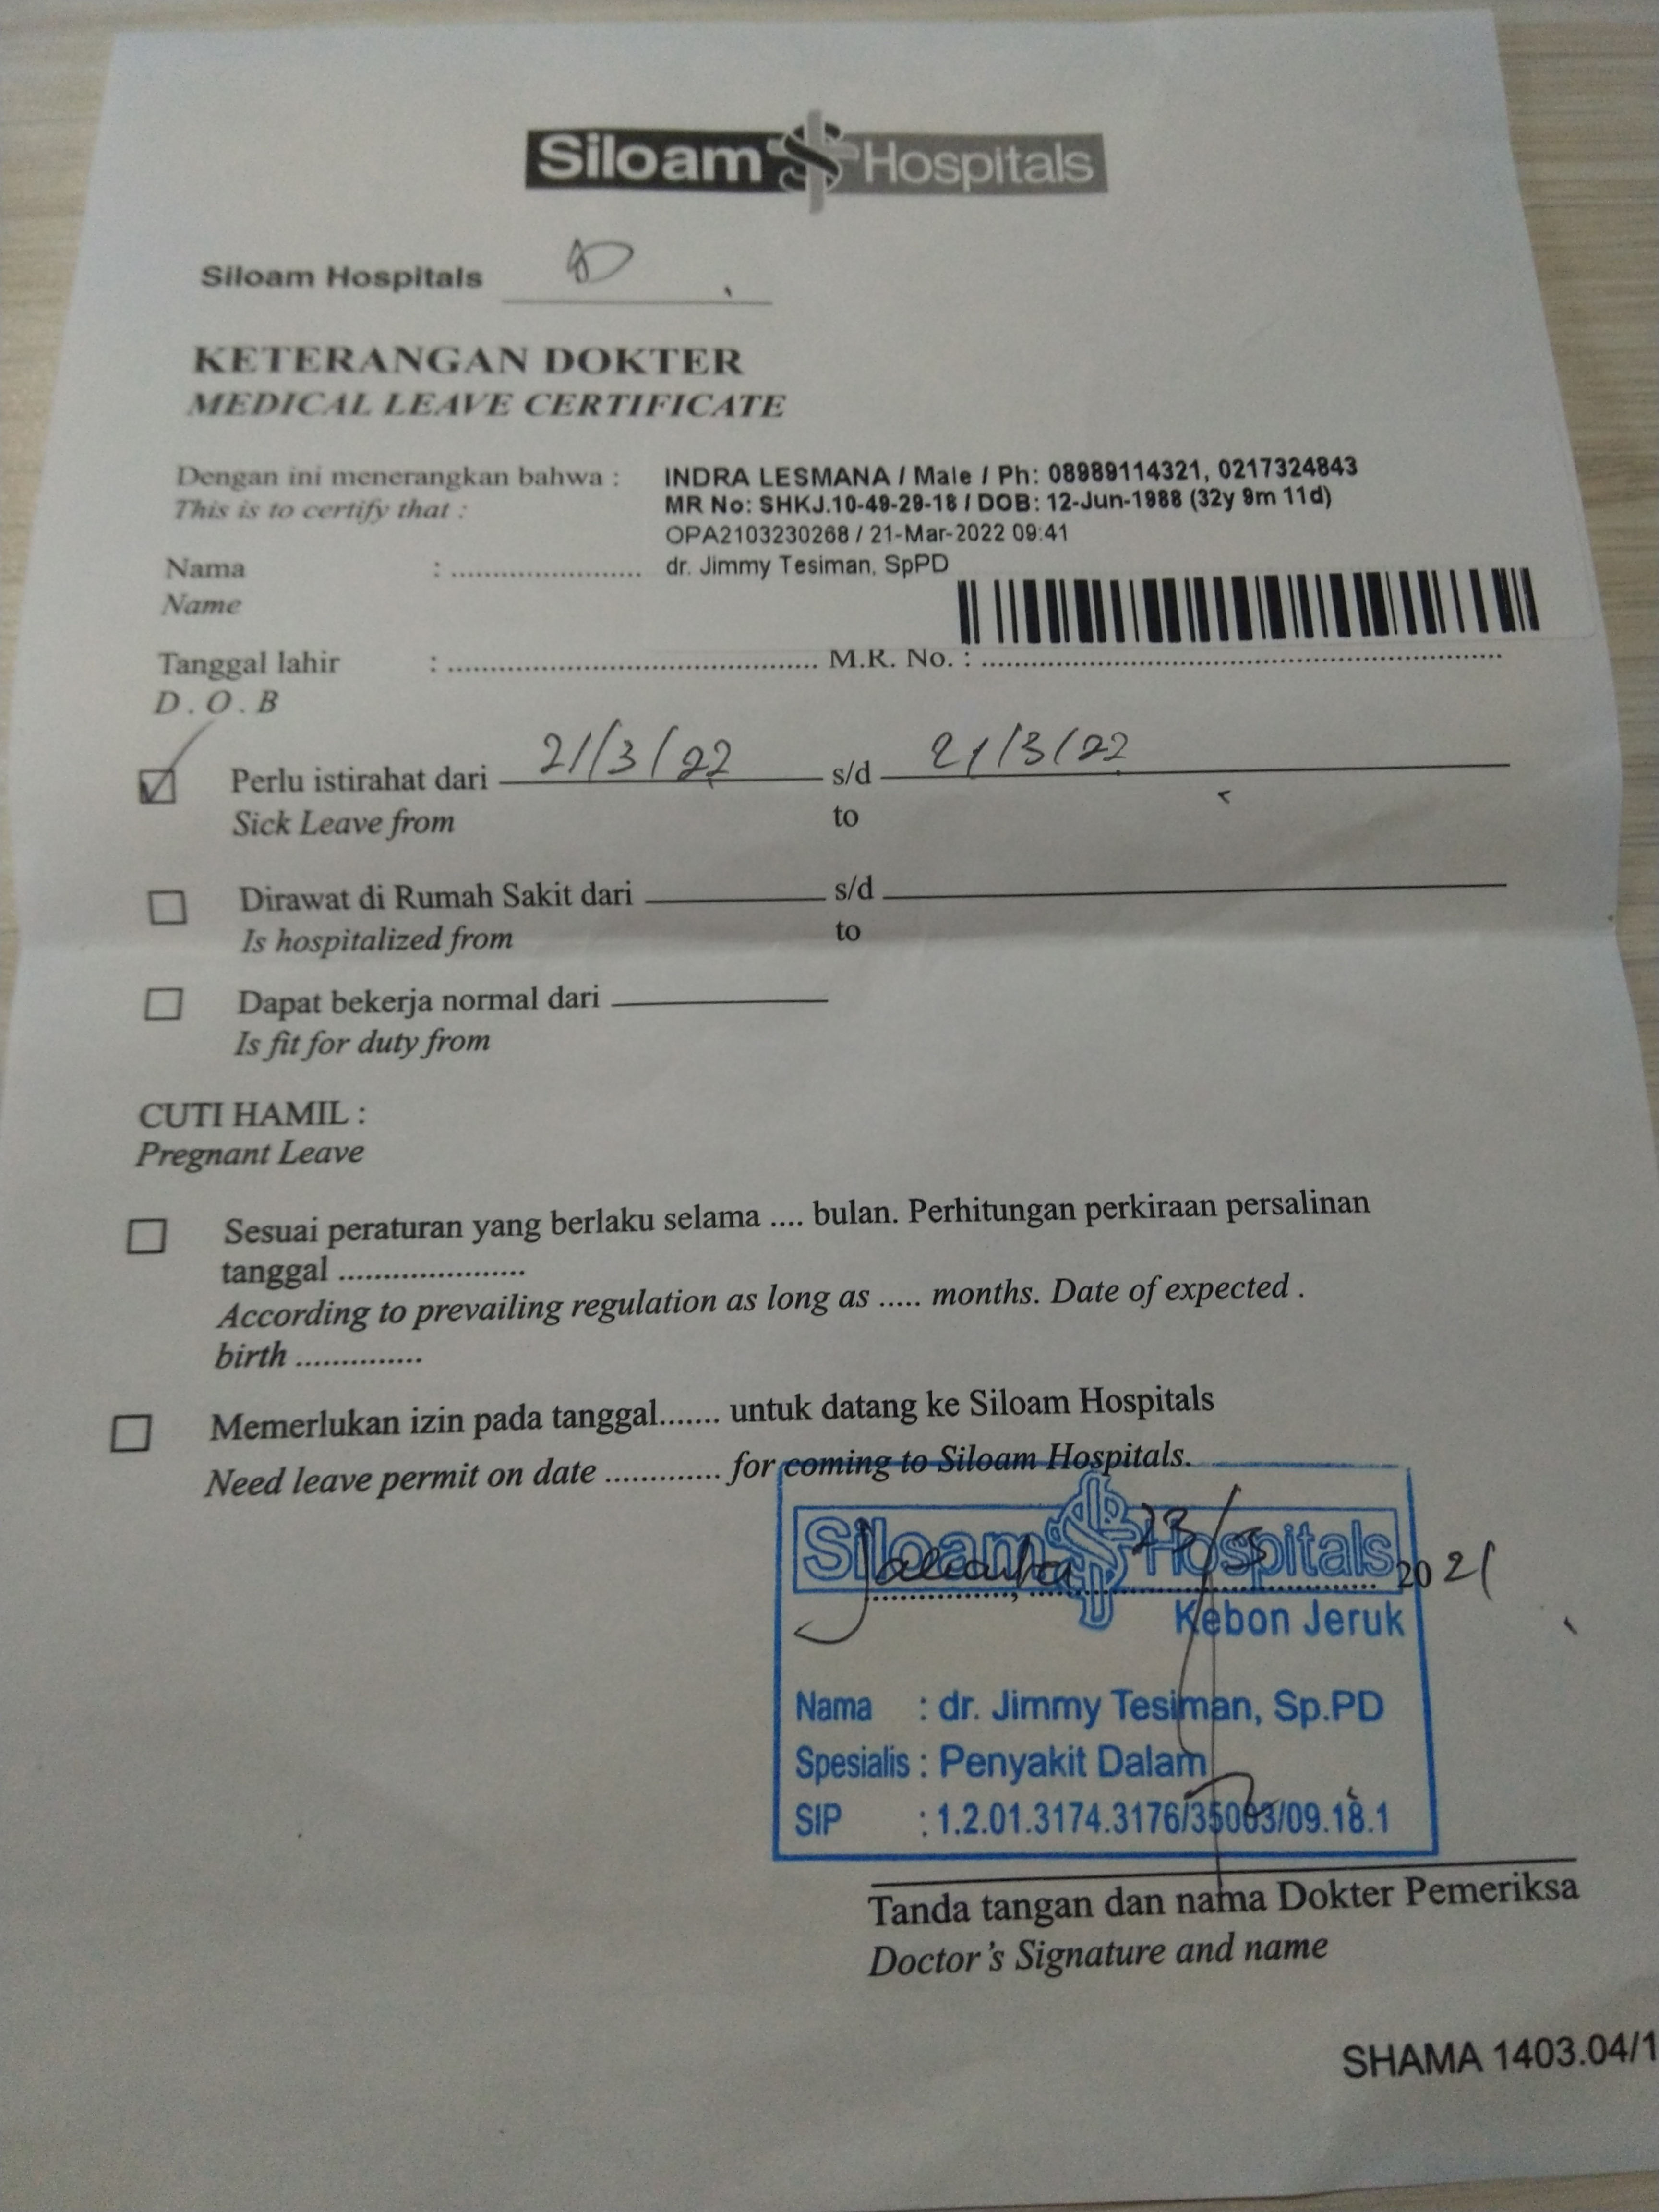 Siloam Hospitals
Siloam Hospitals
KETERANGAN DOKTER
MEDICAL LEAVE CERTIFICATE
Dengan ini menerangkan bahwa : INDRA LESMANA / Male / Ph: 08989114321, 0217324843
This is to certify that : MR No: SHKJ.10-49-29-18 / DOB: 12-Jun-1988 (32y 9m 11d)
OPA2103230268 / 21-Mar-2022 09:41
Nama : ........................ dr. Jimmy Tesiman, SpPD
Name
Tanggal lahir : ............................................ M.R. No. : ............................................................
D.O.B
Perlu istirahat dari 21/3/22 s/d 21/3/22
Sick Leave from to
Dirawat di Rumah Sakit dari ____________ s/d ____________
Is hospitalized from to
Dapat bekerja normal dari ____________
Is fit for duty from
CUTI HAMIL :
Pregnant Leave
Sesuai peraturan yang berlaku selama .... bulan. Perhitungan perkiraan persalinan
tanggal ......................
According to prevailing regulation as long as ..... months. Date of expected .
birth ...............
Memerlukan izin pada tanggal....... untuk datang ke Siloam Hospitals
Need leave permit on date ............. for coming to Siloam Hospitals.
Siloam Hospitals
Jakarta, 23/3 2021
Kebon Jeruk
Nama : dr. Jimmy Tesiman, Sp.PD
Spesialis : Penyakit Dalam
SIP : 1.2.01.3174.3176/35003/09.18.1
Tanda tangan dan nama Dokter Pemeriksa
Doctor's Signature and name
SHAMA 1403.04/1